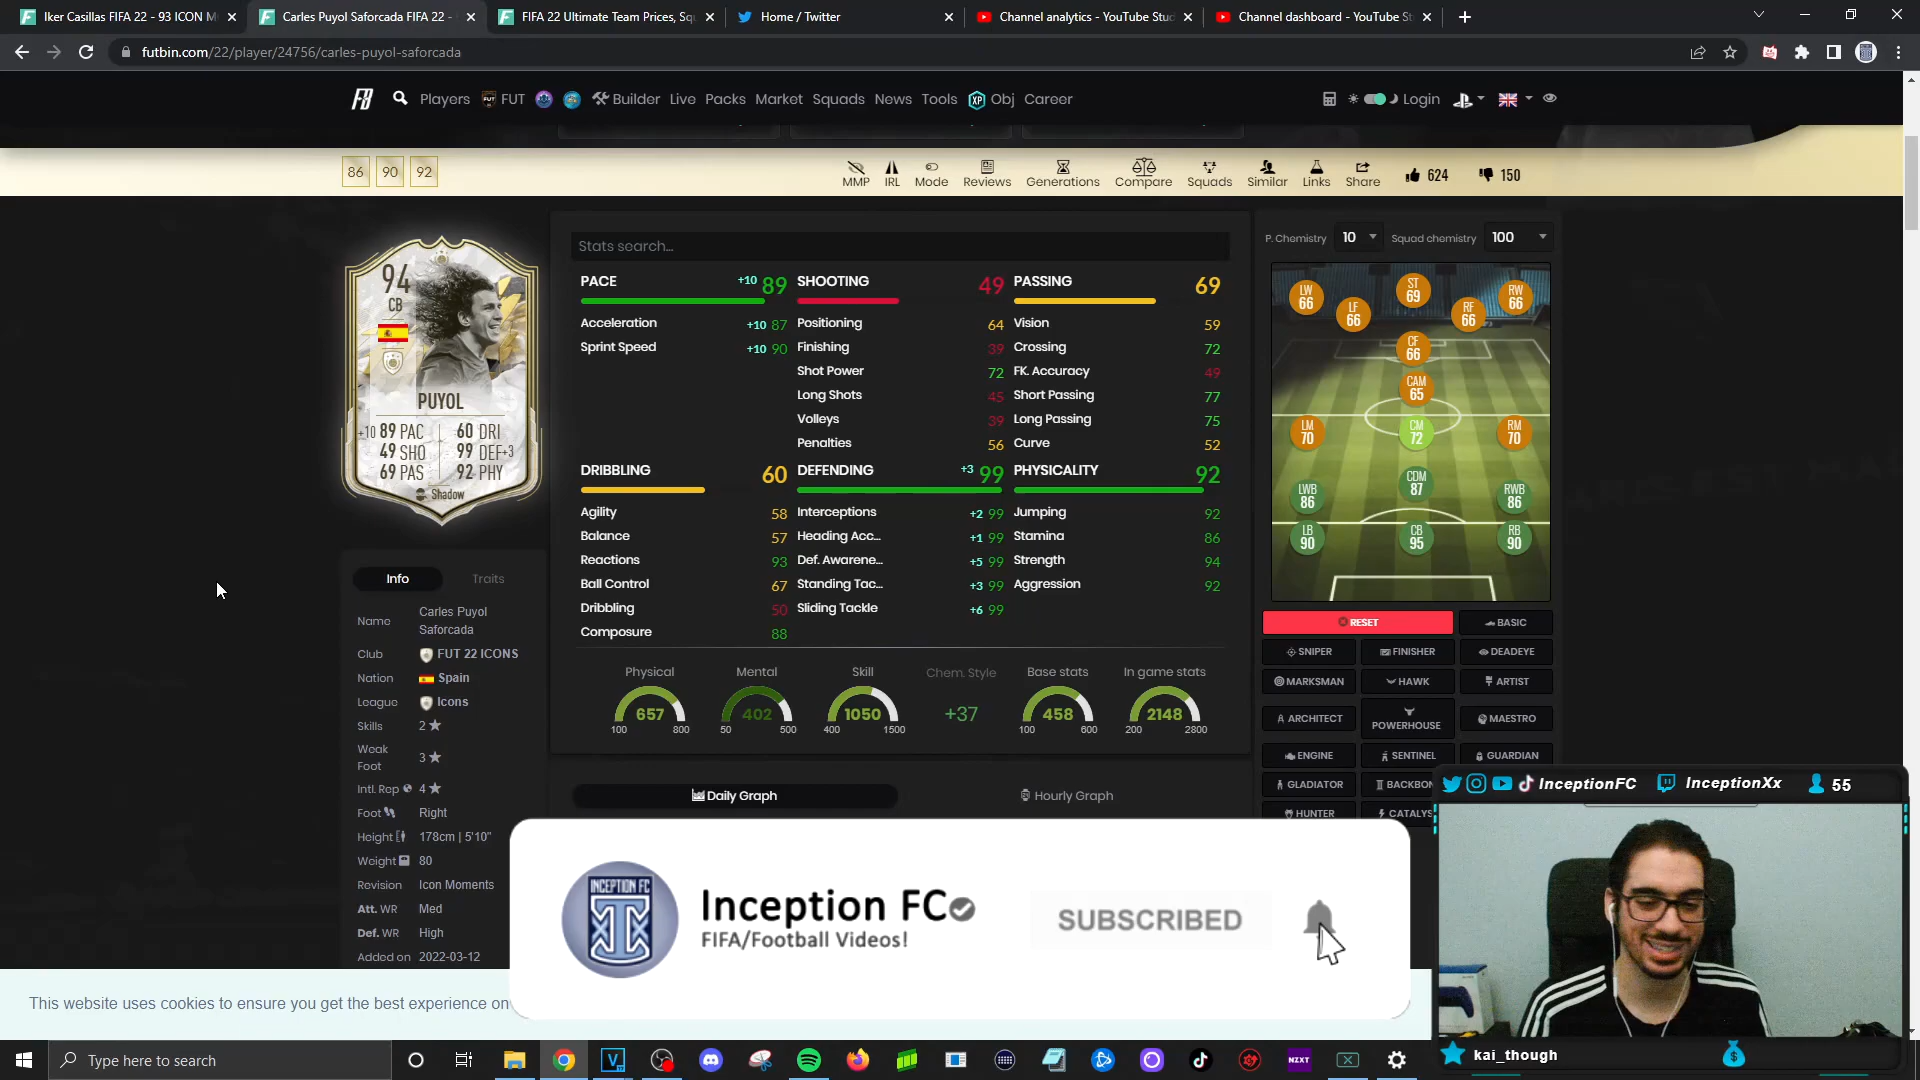 Iker Casillas FIFA 22 - 93 ICON M
Carles Puyol Saforcada FIFA 22 -
FIFA 22 Ultimate Team Prices, Squ
Home / Twitter
Channel analytics - YouTube Stud
Channel dashboard - YouTube St
futbin.com/22/player/24756/carles-puyol-saforcada
Players FUT Builder Live Packs Market Squads News Tools XP Obj Career Login
86 90 92
MMP IRL Mode Reviews Generations Compare Squads Similar Links Share 624 150
Stats search...
P. Chemistry 10 Squad chemistry 100
94
CB
PUYOL
+10 89 PAC 60 DRI
49 SHO 99 DEF+3
69 PAS 92 PHY
Shadow
PACE +10 89 SHOOTING 49 PASSING 69
Acceleration +10 87 Positioning 64 Vision 59
Sprint Speed +10 90 Finishing 39 Crossing 72
Shot Power 72 FK. Accuracy 49
Long Shots 45 Short Passing 77
Volleys 39 Long Passing 75
Penalties 56 Curve 52
DRIBBLING 60 DEFENDING +3 99 PHYSICALITY 92
Agility 58 Interceptions +2 99 Jumping 92
Balance 57 Heading Acc... +1 99 Stamina 86
Reactions 93 Def. Awarene... +5 99 Strength 94
Ball Control 67 Standing Tac... +3 99 Aggression 92
Dribbling 50 Sliding Tackle +6 99
Composure 88
Physical Mental Skill Chem. Style Base stats In game stats
657 402 1050 +37 458 2148
100 800 50 500 400 1500 100 600 200 2800
Daily Graph Hourly Graph
LW 66
ST 69
RW 66
LF 66
RF 66
CF 66
CAM 65
LM 70
CM 72
RM 70
CDM 87
LWB 86
RWB 86
LB 90
CB 95
RB 90
RESET BASIC
SNIPER FINISHER DEADEYE
MARKSMAN HAWK ARTIST
ARCHITECT POWERHOUSE MAESTRO
ENGINE SENTINEL GUARDIAN
GLADIATOR BACKBON
HUNTER CATALYS
Info Traits
Name Carles Puyol Saforcada
Club FUT 22 ICONS
Nation Spain
League Icons
Skills 2
Weak Foot 3
Intl. Rep 4
Foot Right
Height 178cm | 5'10"
Weight 80
Revision Icon Moments
Att. WR Med
Def. WR High
Added on 2022-03-12
This website uses cookies to ensure you get the best experience on
INCEPTION FC
Inception FC
FIFA/Football Videos!
SUBSCRIBED
InceptionFC InceptionXx 55
kai_though
Type here to search
NZXT